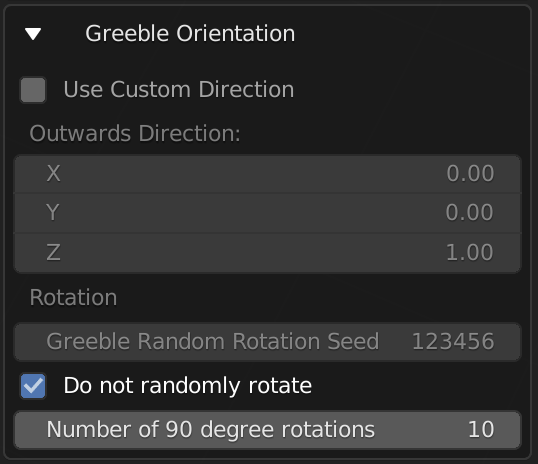 Greeble Orientation
Use Custom Direction
Outwards Direction:
X 0.00
Y 0.00
Z 1.00
Rotation
Greeble Random Rotation Seed 123456
Do not randomly rotate
Number of 90 degree rotations 10